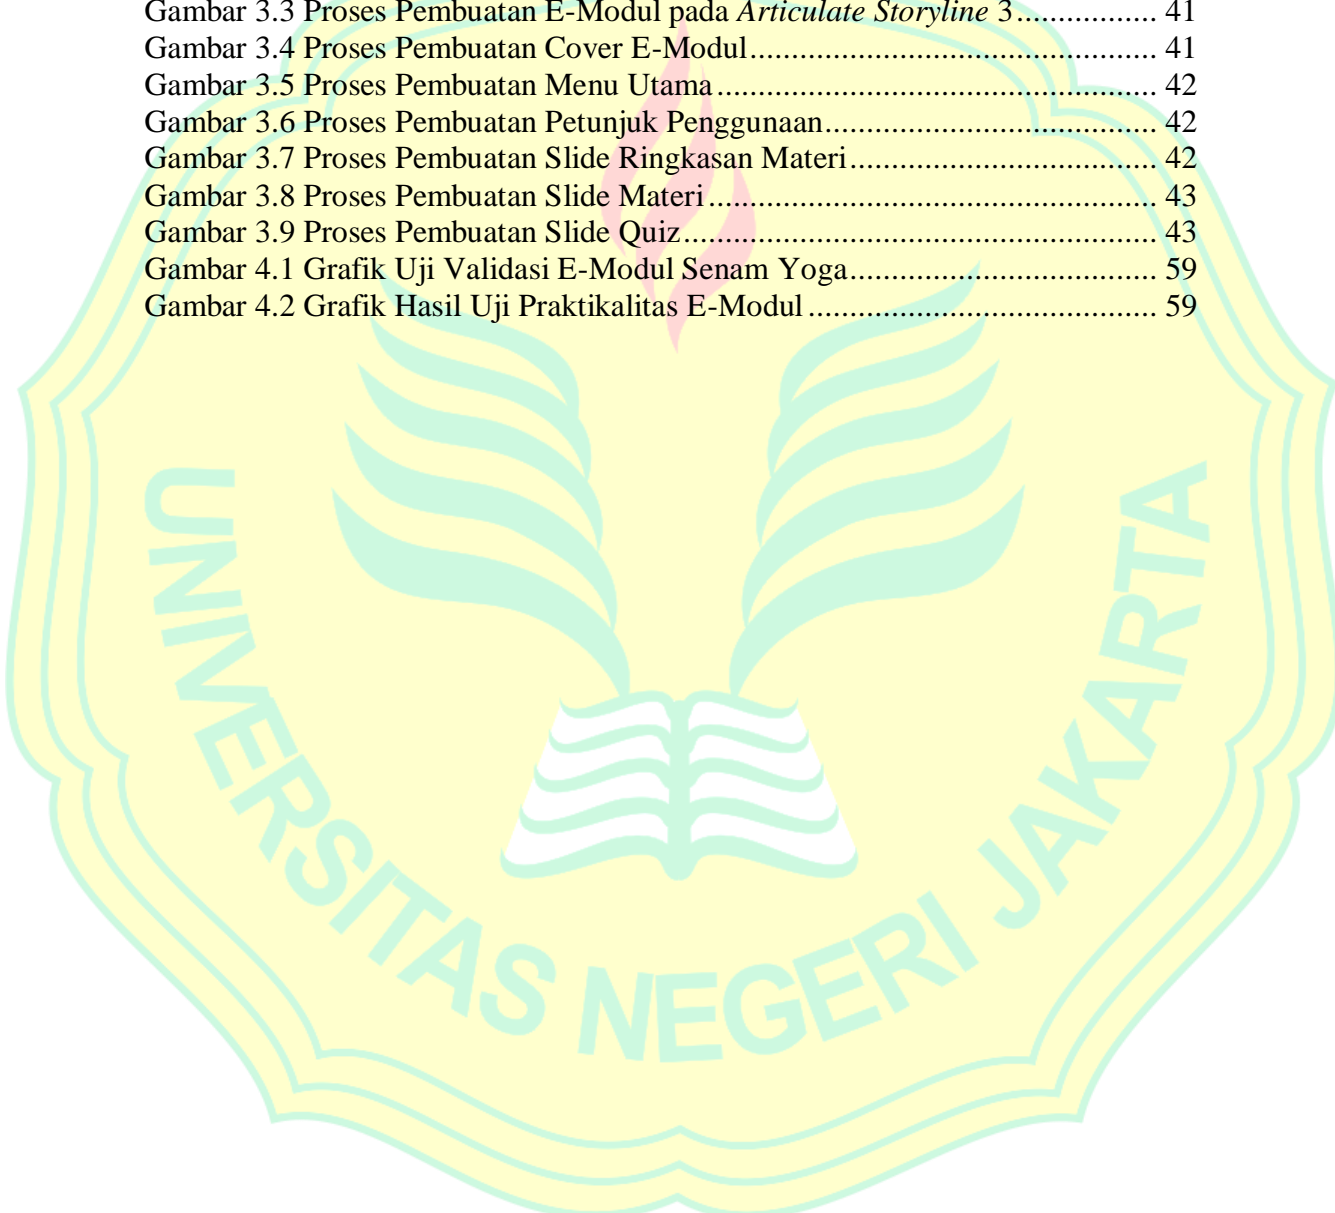 Gambar 3.3 Proses Pembuatan E-Modul pada Articulate Storyline 3................ 41
Gambar 3.4 Proses Pembuatan Cover E-Modul.................................................. 41
Gambar 3.5 Proses Pembuatan Menu Utama...................................................... 42
Gambar 3.6 Proses Pembuatan Petunjuk Penggunaan......................................... 42
Gambar 3.7 Proses Pembuatan Slide Ringkasan Materi...................................... 42
Gambar 3.8 Proses Pembuatan Slide Materi....................................................... 43
Gambar 3.9 Proses Pembuatan Slide Quiz.......................................................... 43
Gambar 4.1 Grafik Uji Validasi E-Modul Senam Yoga...................................... 59
Gambar 4.2 Grafik Hasil Uji Praktikalitas E-Modul........................................... 59
UNIVERSITAS NEGERI JAKARTA